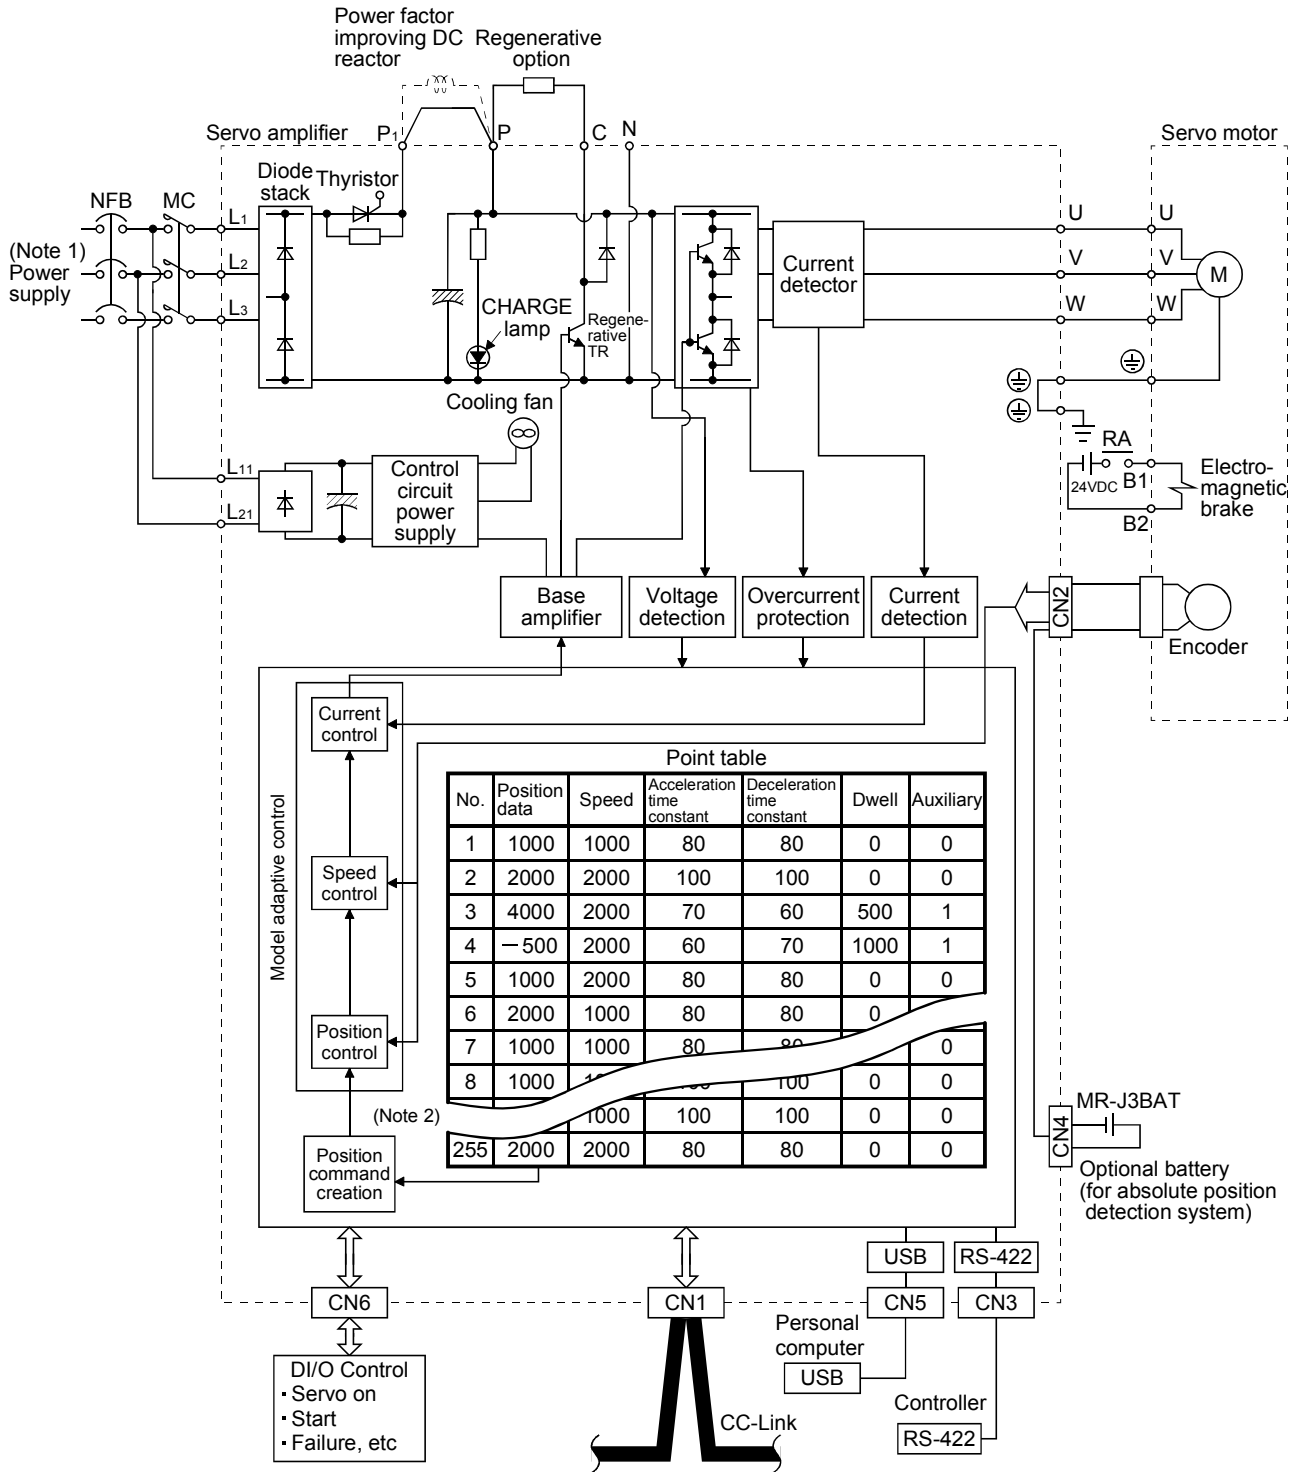 Power factor
improving DC
reactor
Regenerative
option
Servo amplifier
P1
P
C
N
Servo motor
Diode
stack
Thyristor
NFB
MC
L1
L2
L3
(Note 1)
Power
supply
CHARGE
lamp
Regene-
rative
TR
Current
detector
U
V
W
U
V
W
M
Cooling fan
L11
L21
Control
circuit
power
supply
RA
24VDC
B1
B2
Electro-
magnetic
brake
Base
amplifier
Voltage
detection
Overcurrent
protection
Current
detection
CN2
Encoder
Model adaptive control
Current
control
Speed
control
Position
control
Position
command
creation
(Note 2)
Point table
No. Position data Speed Acceleration time constant Deceleration time constant Dwell Auxiliary
1 1000 1000 80 80 0 0
2 2000 2000 100 100 0 0
3 4000 2000 70 60 500 1
4 －500 2000 60 70 1000 1
5 1000 2000 80 80 0 0
6 2000 1000 80 80 0
7 1000 1000 80 80 0
8 1000 100 0 0
1000 100 100 0 0
255 2000 2000 80 80 0 0
CN4
MR-J3BAT
Optional battery
(for absolute position
detection system)
USB
RS-422
CN6
CN1
CN5
CN3
DI/O Control
・Servo on
・Start
・Failure, etc
CC-Link
Personal
computer
USB
Controller
RS-422